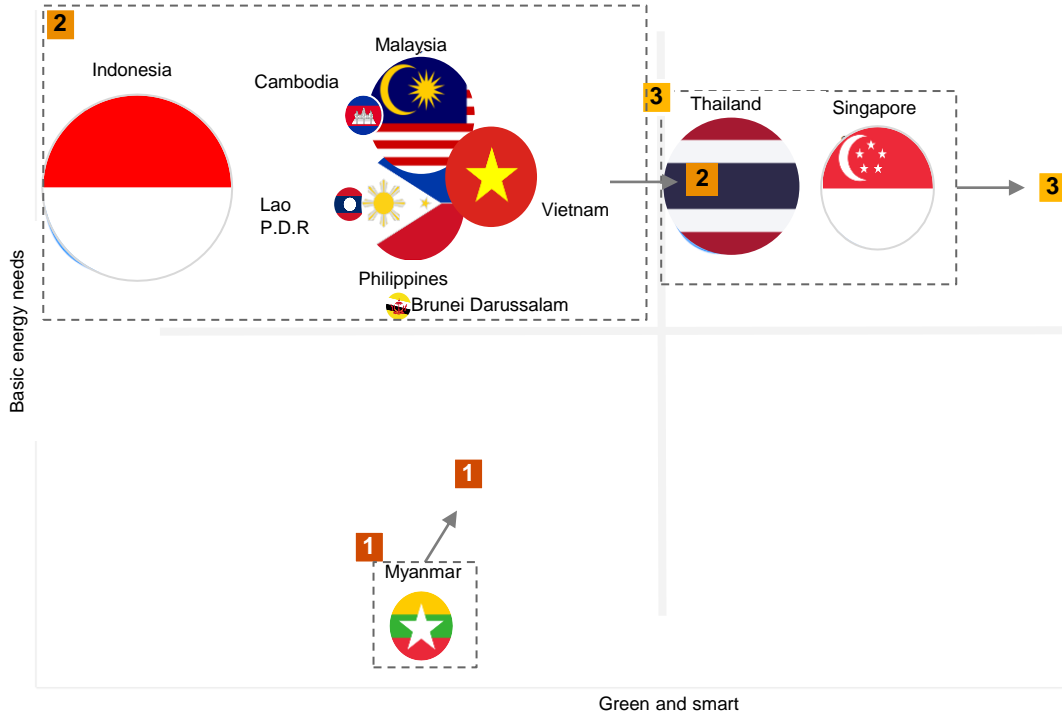 2
Malaysia
Indonesia
Cambodia
3
Thailand
Singapore
2
3
Lao
P.D.R
Vietnam
Philippines
Brunei Darussalam
Basic energy needs
1
1
Myanmar
Green and smart